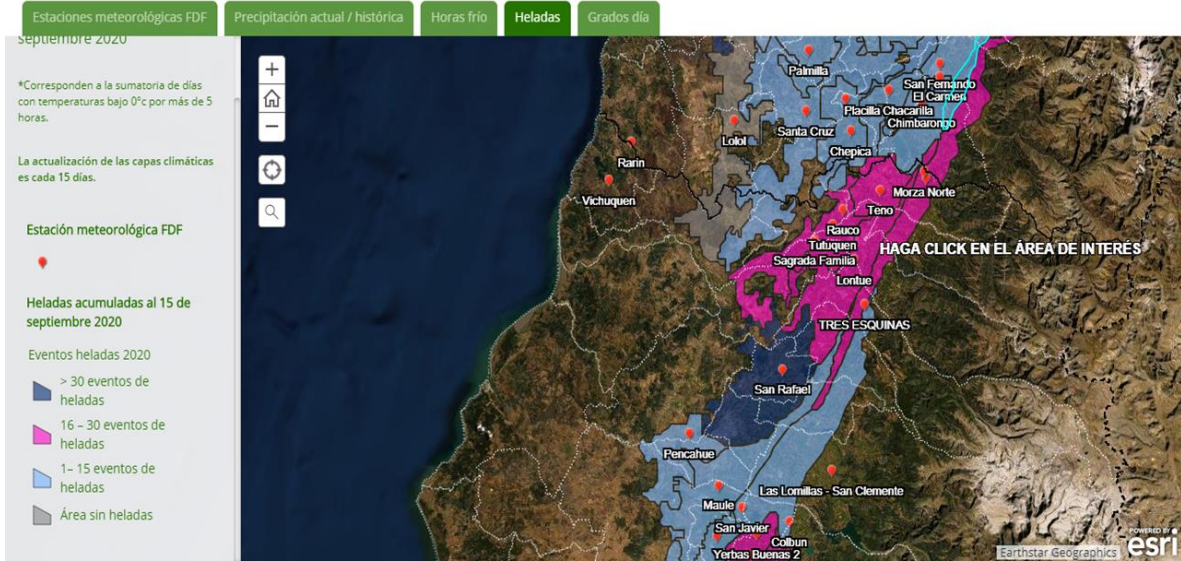 Estaciones meteorológicas FDF
Precipitación actual / histórica
Horas frío
Heladas
Grados día
septiembre 2020
*Corresponden a la sumatoria de días
con temperaturas bajo 0°c por más de 5
horas.
La actualización de las capas climáticas
es cada 15 días.
Estación meteorológica FDF
Heladas acumuladas al 15 de
septiembre 2020
Eventos heladas 2020
> 30 eventos de
heladas
16 – 30 eventos de
heladas
1– 15 eventos de
heladas
Área sin heladas
+
−
Palmilla
San Fernando
El Carmen
Placilla Chacarilla
Chimbarongo
Lolol
Santa Cruz
Chepica
Rarin
Vichuquen
Morza Norte
Teno
Rauco
Tutuquen
HAGA CLICK EN EL ÁREA DE INTERÉS
Sagrada Familia
Lontue
TRES ESQUINAS
San Rafael
Pencahue
Las Lomillas - San Clemente
Maule
San Javier
Colbun
Yerbas Buenas 2
Earthstar Geographics
POWERED BY
esri